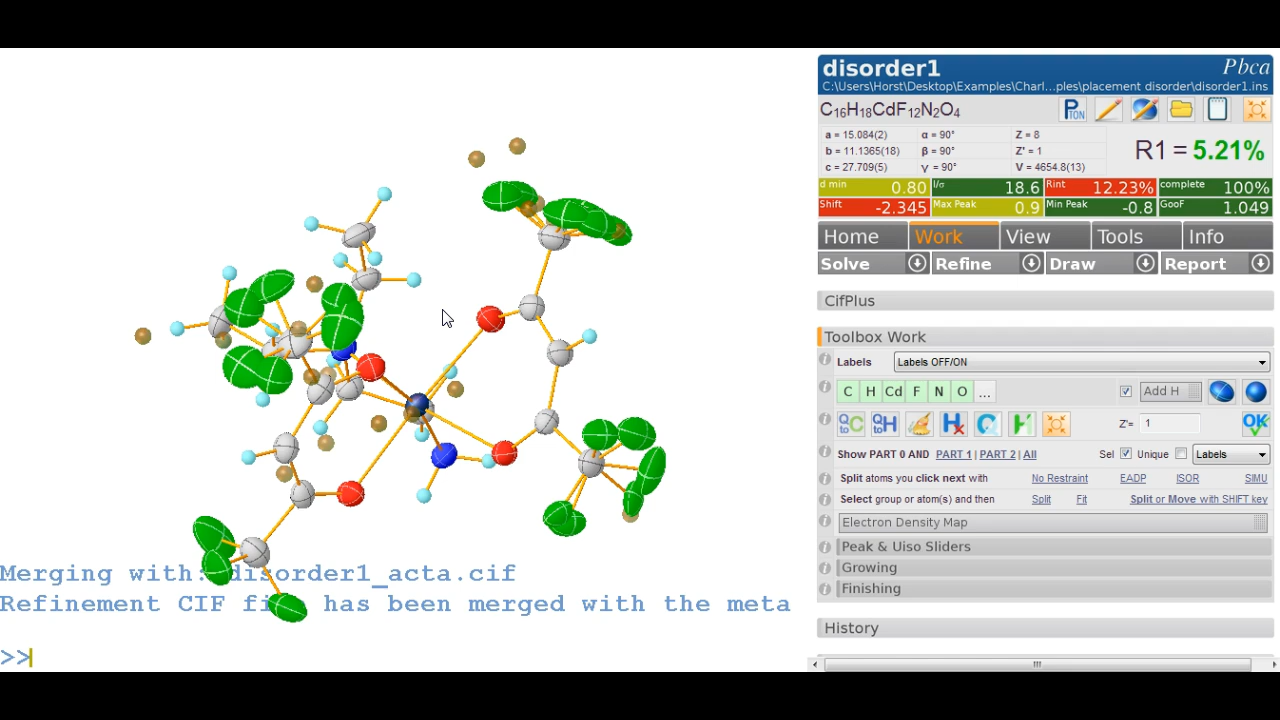 disorder1 Pbca
C:\Users\Horst\Desktop\Examples\Charl...ples\placement disorder\disorder1.ins
C16H18CdF12N2O4 PTON
a = 15.084(2) α = 90° Z = 8
b = 11.1365(18) β = 90° Z' = 1
c = 27.709(5) γ = 90° V = 4654.8(13)
R1 = 5.21%
d min 0.80 I/σ 18.6 Rint 12.23% complete 100%
Shift -2.345 Max Peak 0.9 Min Peak -0.8 GooF 1.049
Home Work View Tools Info
Solve Refine Draw Report
CifPlus
Toolbox Work
Labels Labels OFF/ON
C H Cd F N O ... Add H
QtoC QtoH Z'= 1 OK
Show PART 0 AND PART 1 | PART 2 | All Sel Unique Labels
Split atoms you click next with No Restraint EADP ISOR SIMU
Select group or atom(s) and then Split Fit Split or Move with SHIFT key
Electron Density Map
Peak & Uiso Sliders
Growing
Finishing
History
Merging with: disorder1_acta.cif
Refinement CIF has been merged with the meta
>>